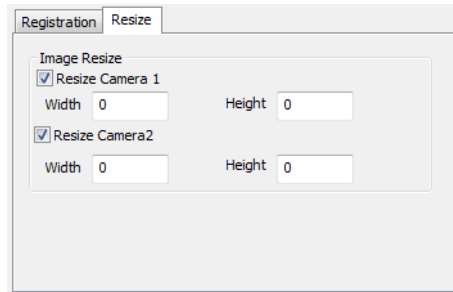 Registration Resize
Image Resize
Resize Camera 1
Width 0 Height 0
Resize Camera2
Width 0 Height 0